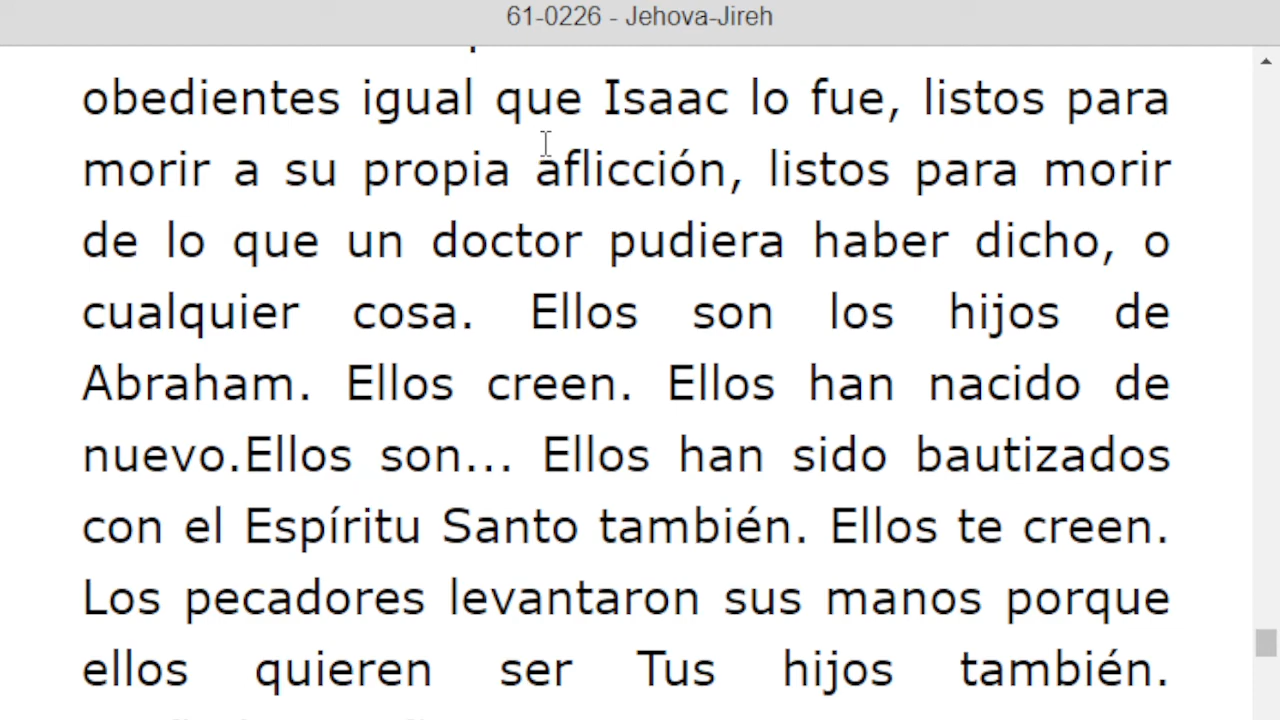 61-0226 - Jehova-Jireh
obedientes igual que Isaac lo fue, listos para
morir a su propia aflicción, listos para morir
de lo que un doctor pudiera haber dicho, o
cualquier cosa. Ellos son los hijos de
Abraham. Ellos creen. Ellos han nacido de
nuevo.Ellos son... Ellos han sido bautizados
con el Espíritu Santo también. Ellos te creen.
Los pecadores levantaron sus manos porque
ellos quieren ser Tus hijos también.